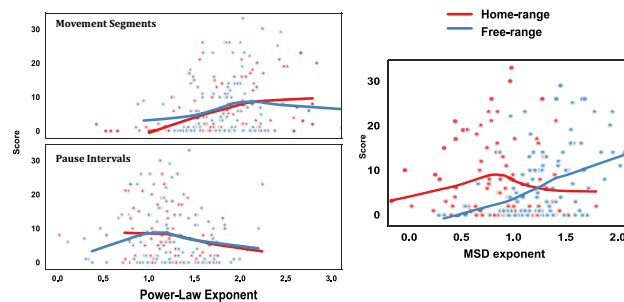 Movement Segments
30
20
10
0
Score
Pause Intervals
30
20
10
0
0,0 0,5 1,0 1,5 2,0 2,5 3,0
Power-Law Exponent
Home-range
Free-range
30
20
10
0
Score
0.0 0.5 1.0 1.5 2.0
MSD exponent